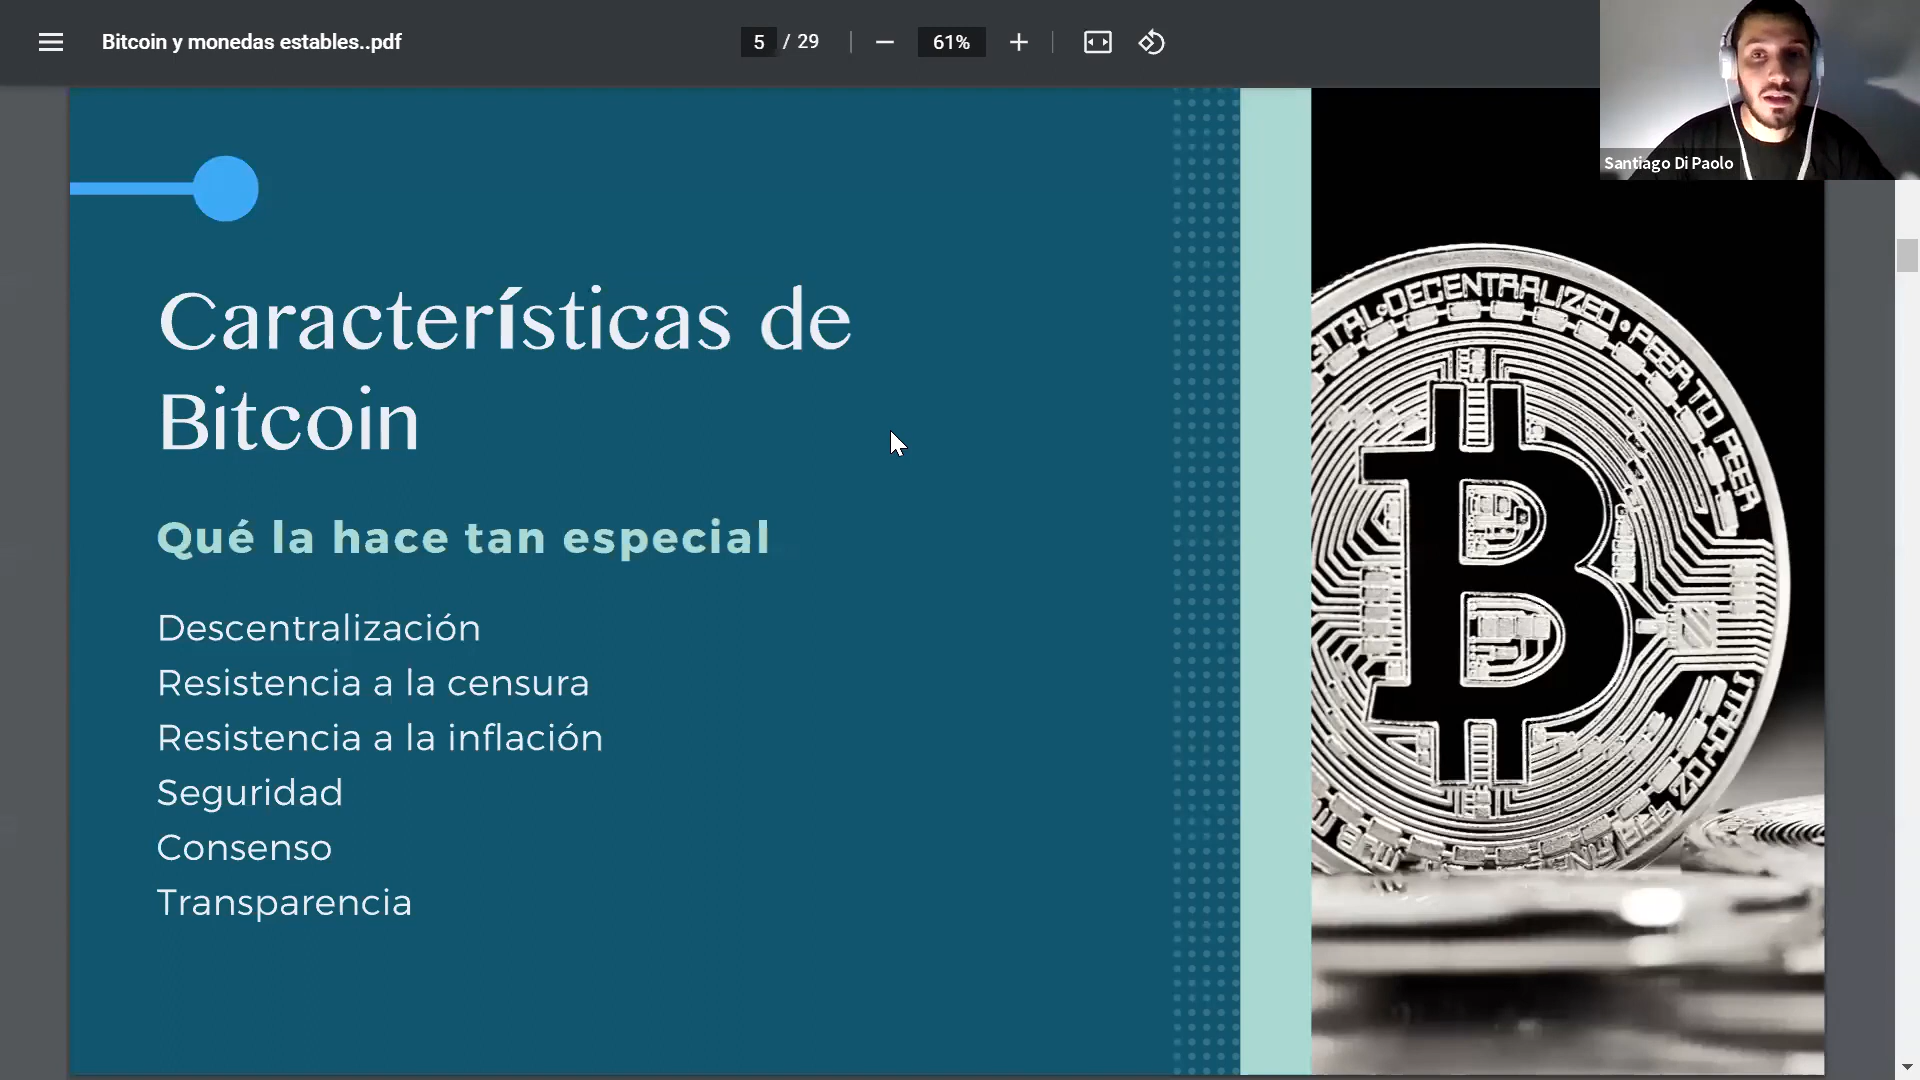 Bitcoin y monedas estables..pdf
5 / 29
61%
Santiago Di Paolo
Características de
Bitcoin
Qué la hace tan especial
Descentralización
Resistencia a la censura
Resistencia a la inflación
Seguridad
Consenso
Transparencia
DECENTRALIZED • PEER TO PEER